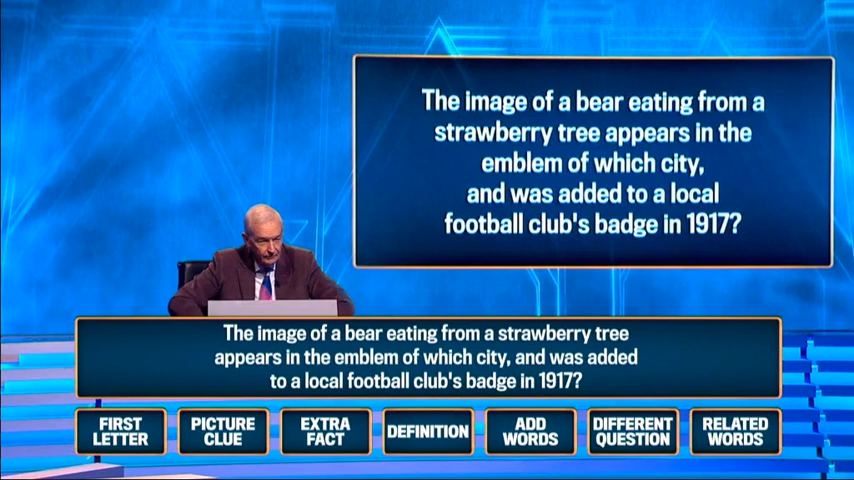 The image of a bear eating from a
strawberry tree appears in the
emblem of which city,
and was added to a local
football club's badge in 1917?
The image of a bear eating from a strawberry tree
appears in the emblem of which city, and was added
to a local football club's badge in 1917?
FIRST
LETTER
PICTURE
CLUE
EXTRA
FACT
DEFINITION
ADD
WORDS
DIFFERENT
QUESTION
RELATED
WORDS